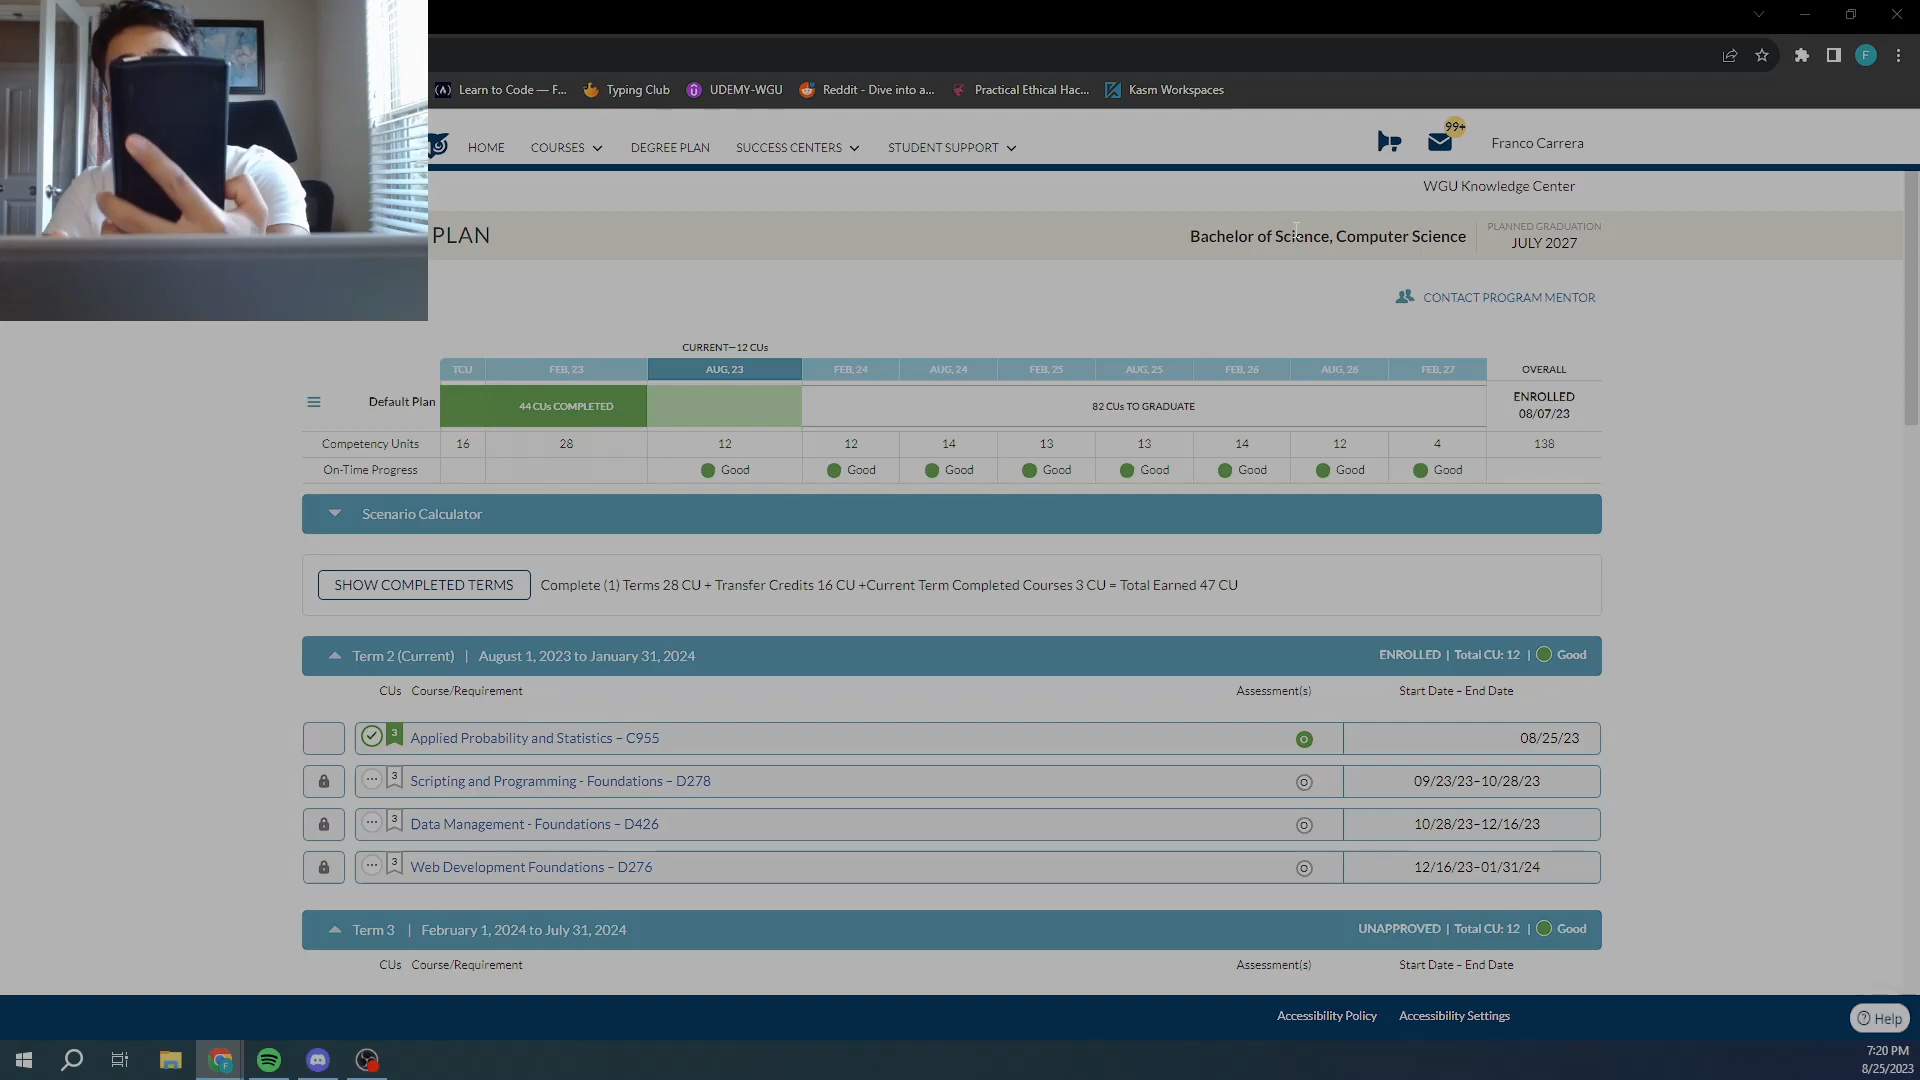 Learn to Code — F...
Typing Club
UDEMY-WGU
Reddit - Dive into a...
Practical Ethical Hac...
Kasm Workspaces
F
HOME
COURSES
DEGREE PLAN
SUCCESS CENTERS
STUDENT SUPPORT
99+
Franco Carrera
WGU Knowledge Center
PLAN
Bachelor of Science, Computer Science
PLANNED GRADUATION
JULY 2027
CONTACT PROGRAM MENTOR
CURRENT—12 CUs
TCU FEB, 23 AUG, 23 FEB, 24 AUG, 24 FEB, 25 AUG, 25 FEB, 26 AUG, 26 FEB, 27 OVERALL
Default Plan 44 CUs COMPLETED 82 CUs TO GRADUATE ENROLLED
08/07/23
Competency Units 16 28 12 12 14 13 13 14 12 4 138
On-Time Progress Good Good Good Good Good Good Good Good
Scenario Calculator
SHOW COMPLETED TERMS Complete (1) Terms 28 CU + Transfer Credits 16 CU +Current Term Completed Courses 3 CU = Total Earned 47 CU
Term 2 (Current) | August 1, 2023 to January 31, 2024 ENROLLED | Total CU: 12 | Good
CUs Course/Requirement Assessment(s) Start Date – End Date
3 Applied Probability and Statistics – C955 O 08/25/23
3 Scripting and Programming - Foundations – D278 O 09/23/23–10/28/23
3 Data Management - Foundations – D426 O 10/28/23–12/16/23
3 Web Development Foundations – D276 O 12/16/23–01/31/24
Term 3 | February 1, 2024 to July 31, 2024 UNAPPROVED | Total CU: 12 | Good
CUs Course/Requirement Assessment(s) Start Date – End Date
Accessibility Policy Accessibility Settings
Help
7:20 PM
8/25/2023